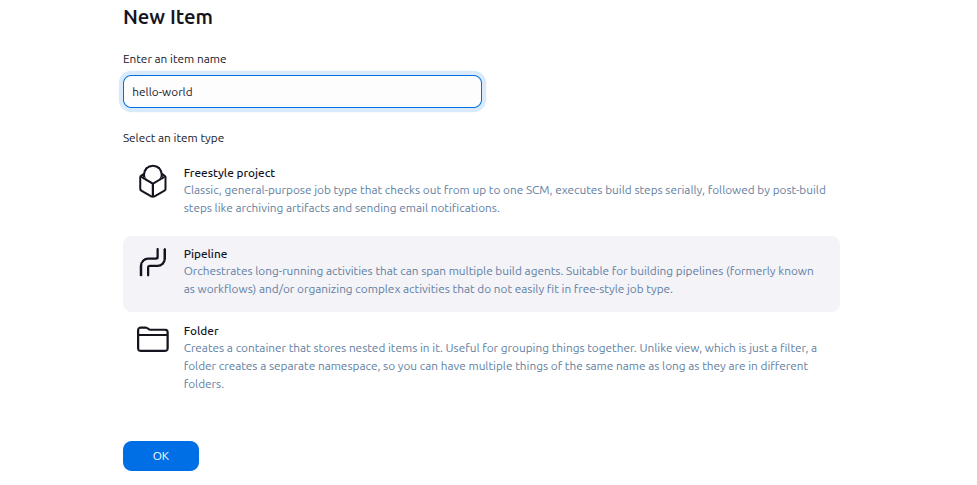 New Item
Enter an item name
hello-world
Select an item type
Freestyle project
Classic, general-purpose job type that checks out from up to one SCM, executes build steps serially, followed by post-build
steps like archiving artifacts and sending email notifications.
Pipeline
Orchestrates long-running activities that can span multiple build agents. Suitable for building pipelines (formerly known
as workflows) and/or organizing complex activities that do not easily fit in free-style job type.
Folder
Creates a container that stores nested items in it. Useful for grouping things together. Unlike view, which is just a filter, a
folder creates a separate namespace, so you can have multiple things of the same name as long as they are in different
folders.
OK